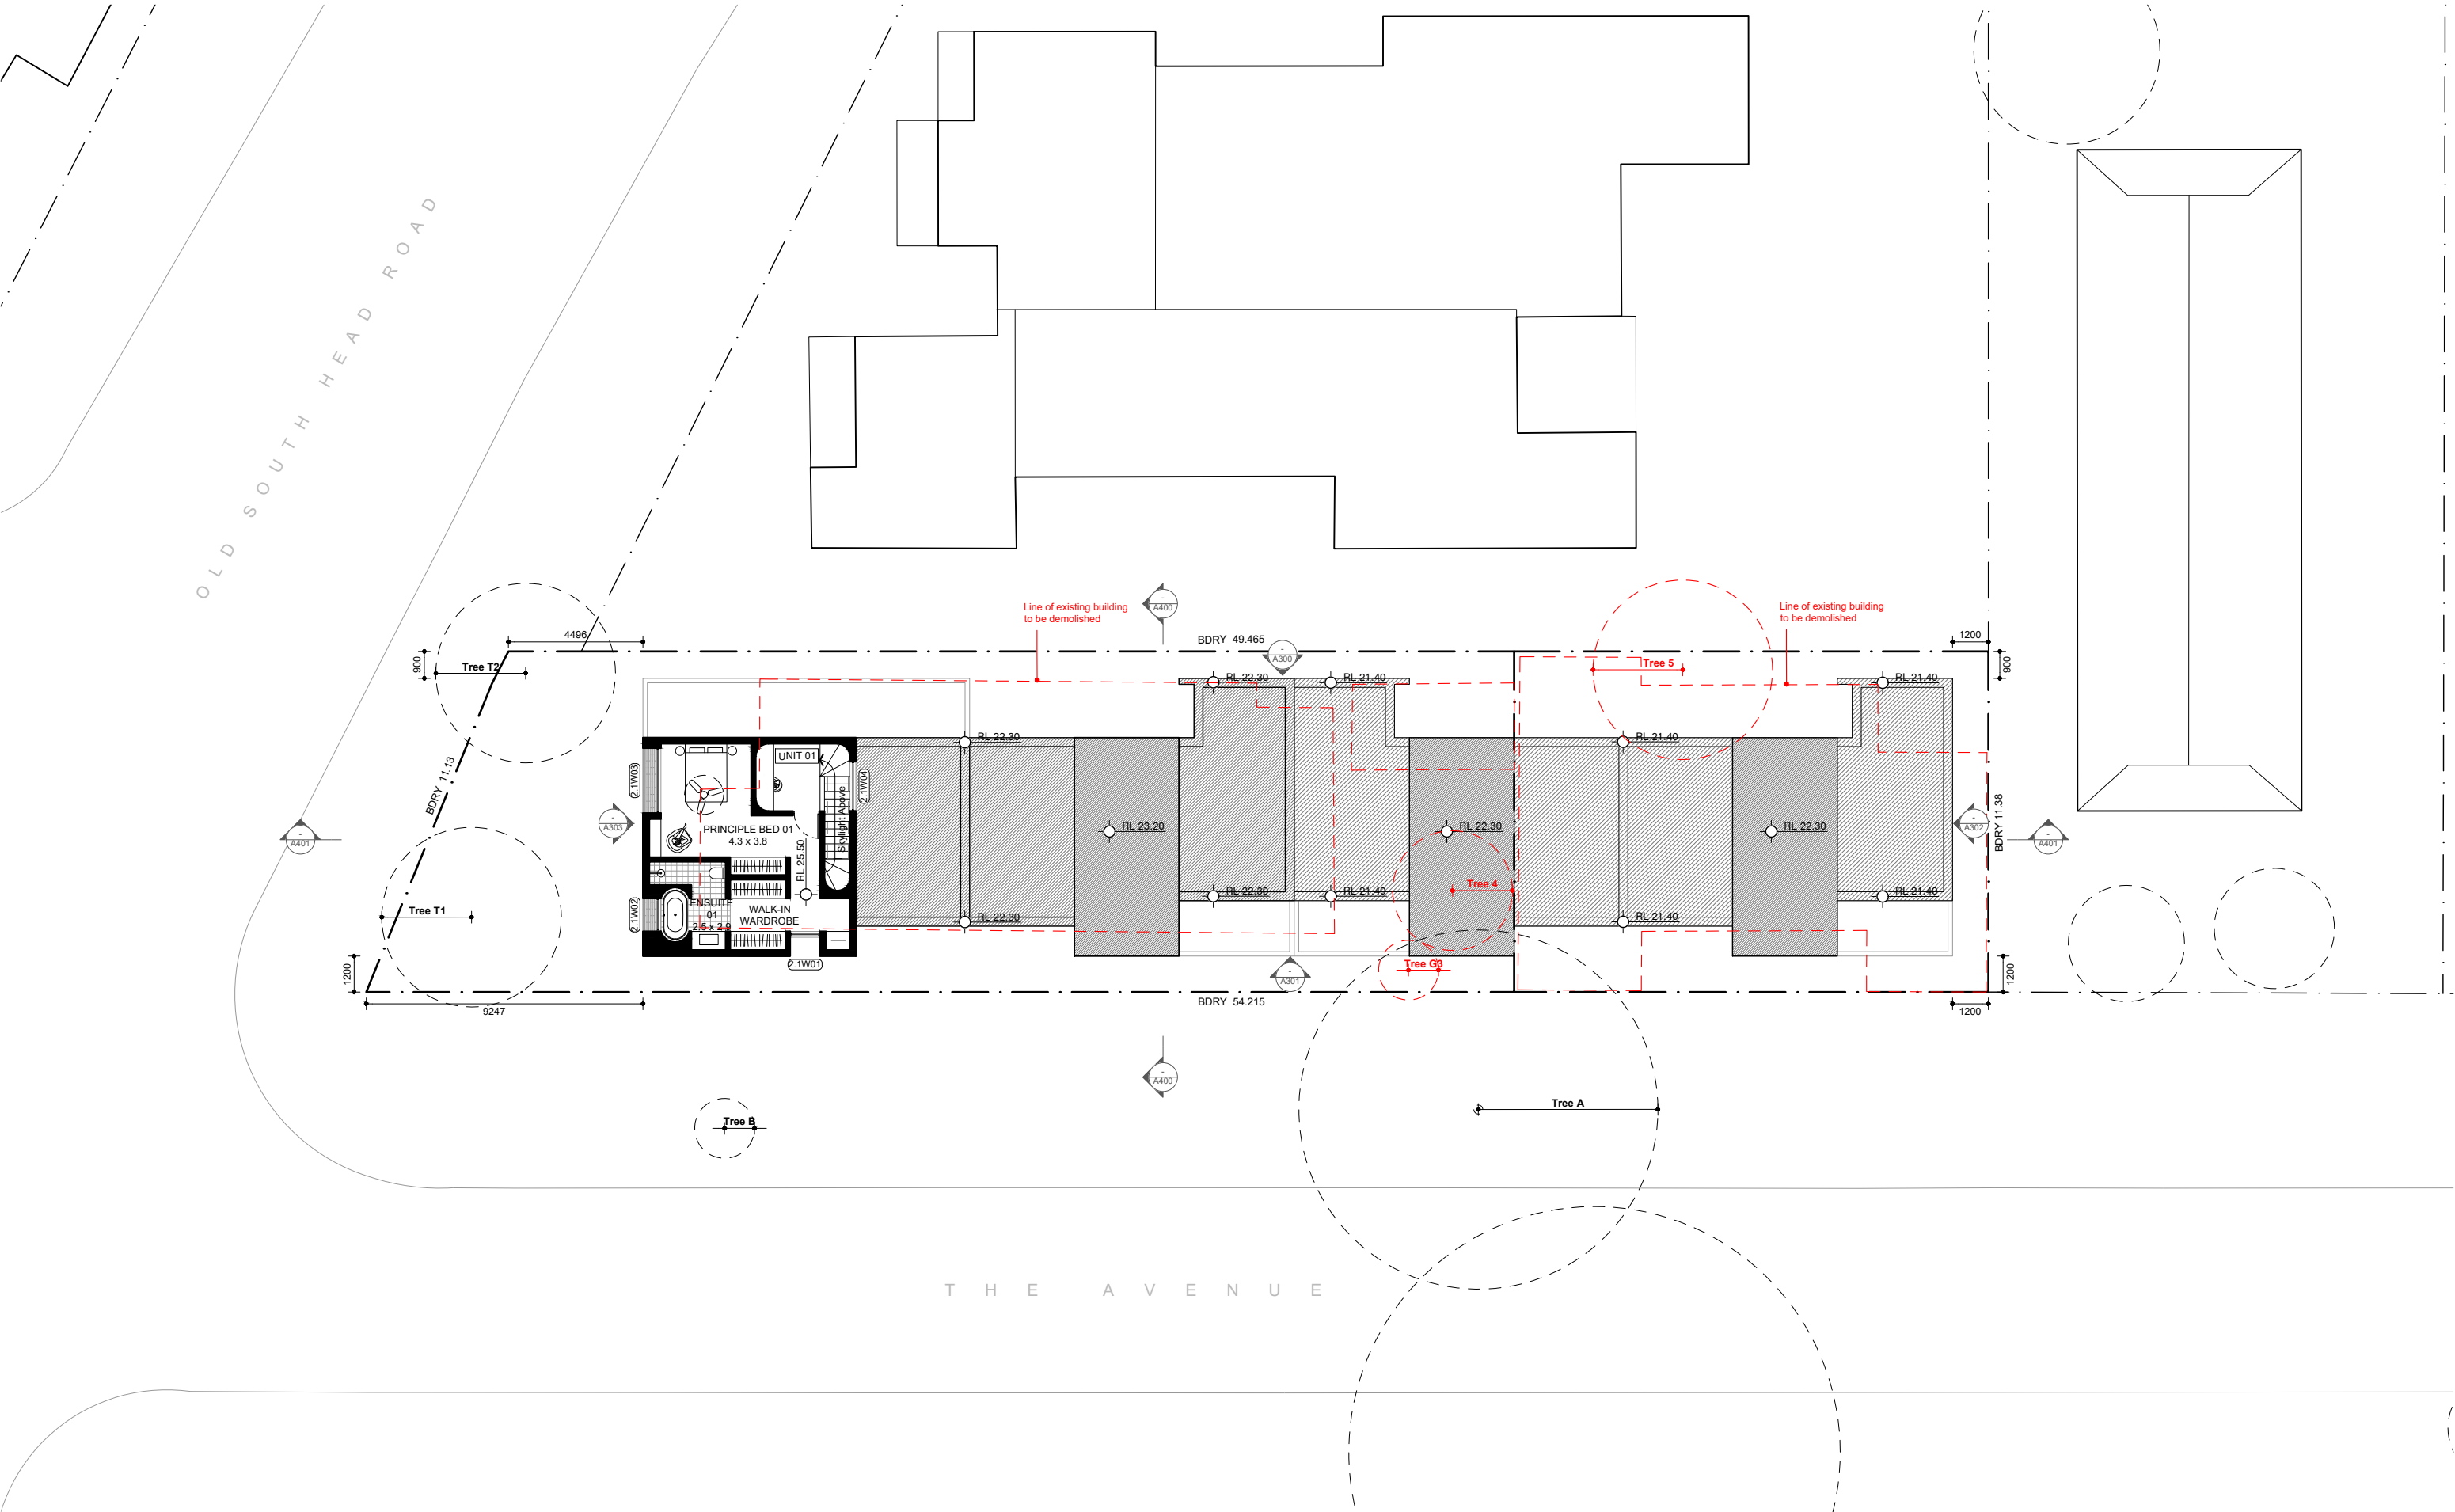 OLD SOUTH HEAD ROAD
Line of existing building
to be demolished
-
A400
Line of existing building
to be demolished
4496
BDRY 49.465
-
A300
1200
900
Tree T2
Tree 5
900
RL 22.30
RL 21.40
RL 21.40
RL 22.30
RL 21.40
UNIT 01
2.1W03
2.1W04
BDRY 11.13
Skylight Above
-
A303
PRINCIPLE BED 01
4.3 x 3.8
RL 23.20
RL 22.30
RL 22.30
-
A302
BDRY 11.38
-
A401
-
A401
RL 25.50
Tree 4
RL 22.30
RL 21.40
RL 21.40
Tree T1
2.1W02
ENSUITE
01
2.5 x 2.9
WALK-IN
WARDROBE
RL 22.30
RL 21.40
2.1W01
Tree G3
1200
-
A301
1200
9247
BDRY 54.215
1200
-
A400
Tree A
Tree B
THE AVENUE